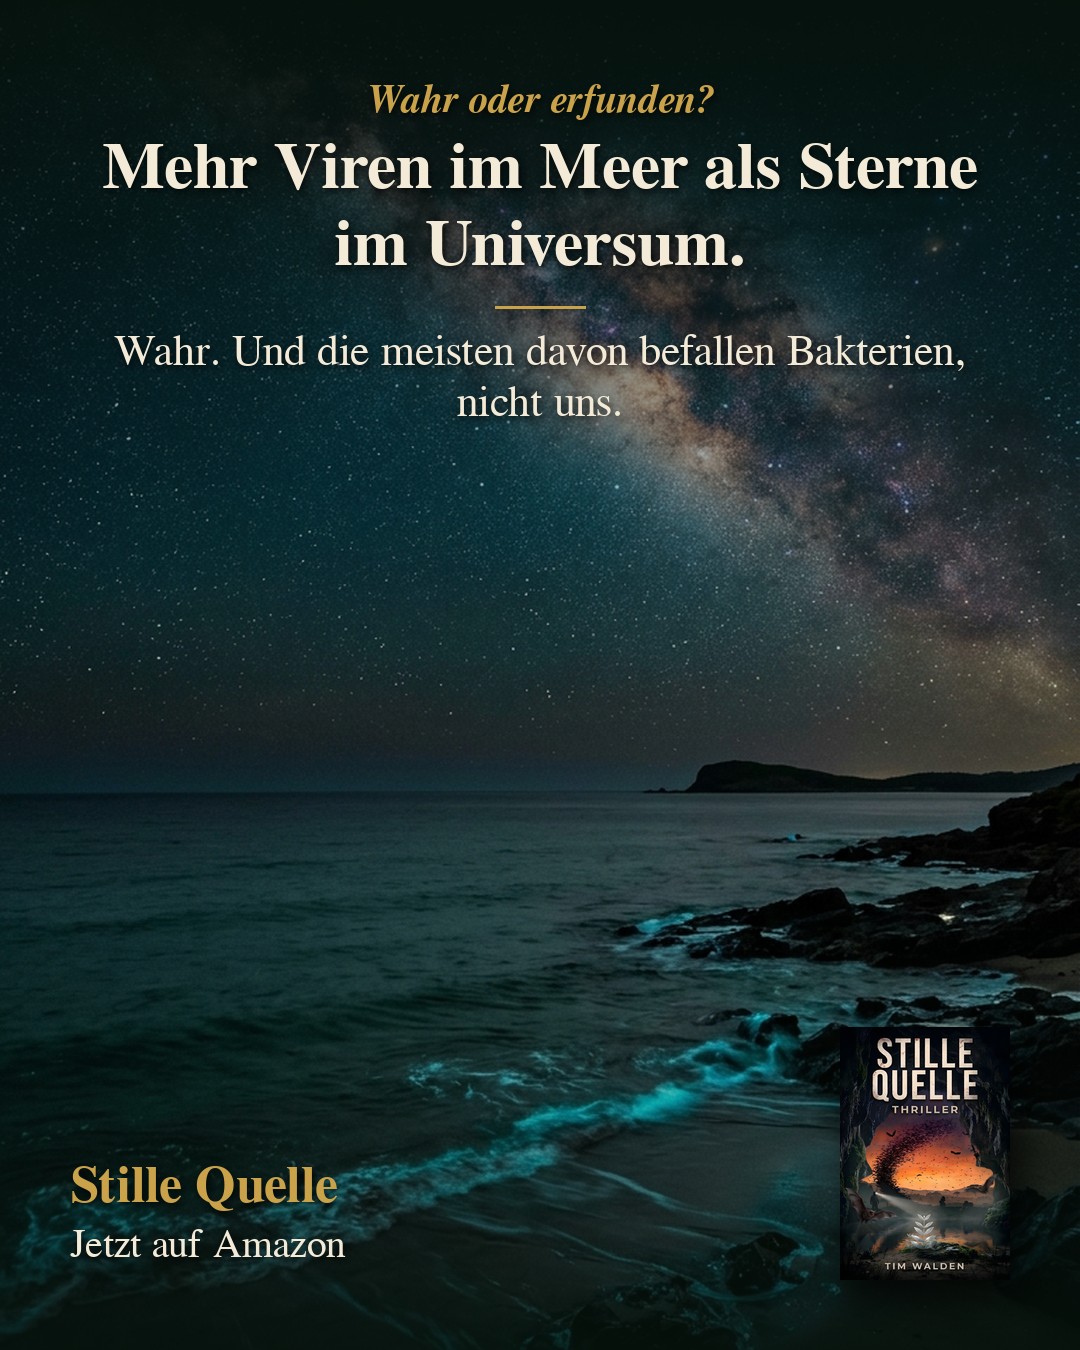 Wahr oder erfunden?
Mehr Viren im Meer als Sterne
im Universum.
Wahr. Und die meisten davon befallen Bakterien,
nicht uns.
STILLE
QUELLE
THRILLER
TIM WALDEN
Stille Quelle
Jetzt auf Amazon